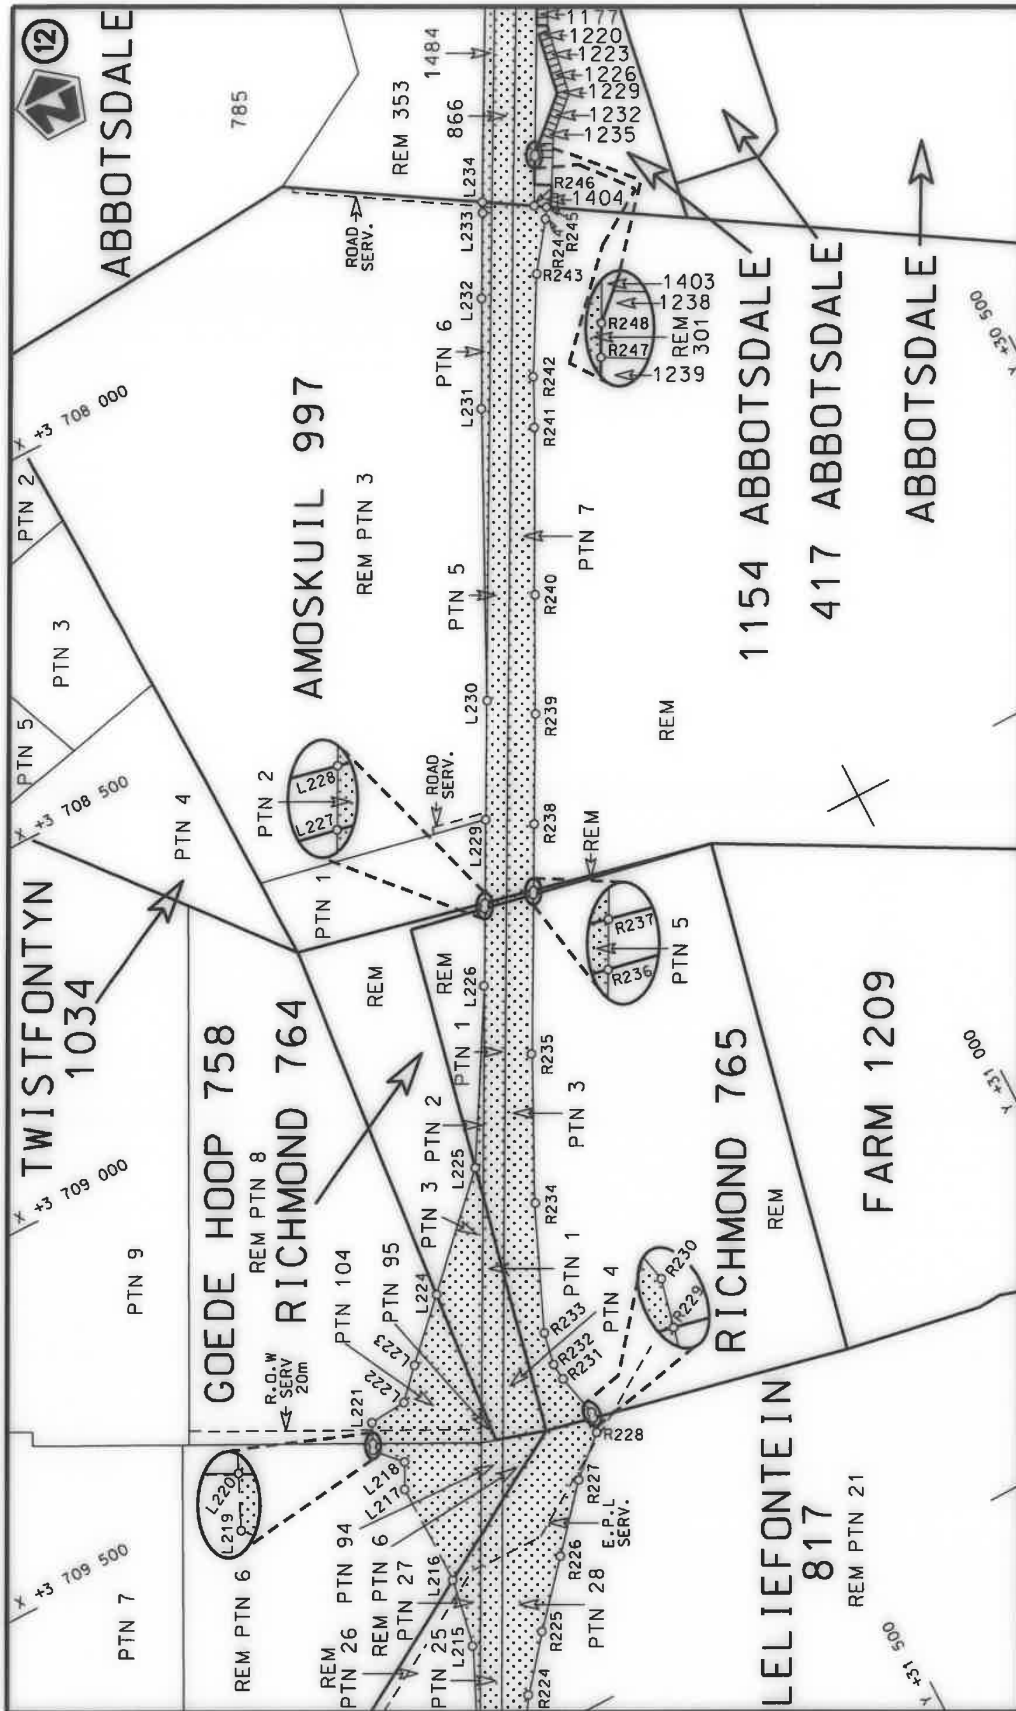 12
ABBOTSDALE
785
REM 353
1484
866
1177
1220
1223
1226
1229
1232
1235
ROAD
SERV.
L233
L234
R246
1404
R245
R243
L232
PTN 6
L231
R242
R241
1403
1238
R248
REM
301
R247
1239
1154 ABBOTSDALE
417 ABBOTSDALE
ABBOTSDALE
Y +30 500
X +3 708 000
PTN 2
PTN 3
PTN 5
AMOSKUIL 997
REM PTN 3
PTN 5
PTN 7
R240
L230
R239
REM
X +3 708 500
PTN 4
PTN 2
L228
L227
ROAD
SERV.
L229
R238
REM
PTN 1
TWISTFONTYN
1034
REM
REM
L226
R237
R236
PTN 5
PTN 1
R235
GOEDE HOOP 758
REM PTN 8
RICHMOND 764
PTN 2
PTN 3
L225
PTN 3
R234
RICHMOND 765
REM
FARM 1209
Y +31 000
X +3 709 000
PTN 9
R.O.W
SERV
20m
PTN 104
PTN 95
L224
L223
L222
L221
PTN 1
PTN 4
R233
R232
R231
R230
R229
R228
L220
L219
L218
L217
L216
L215
PTN 94
REM PTN 6
PTN 27
REM
PTN 26
PTN 25
R227
E.P.L
SERV.
R226
PTN 28
R225
R224
X +3 709 500
PTN 7
REM PTN 6
LELIEFONTEIN
817
REM PTN 21
Y +31 500